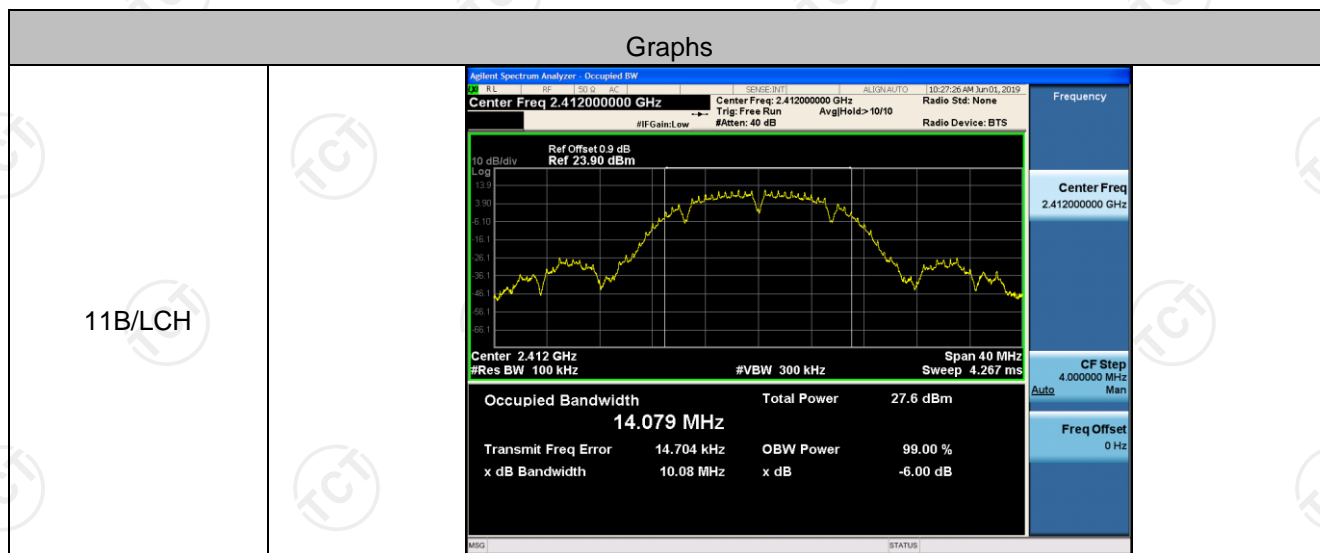 Graphs
11B/LCH
Agilent Spectrum Analyzer - Occupied BW
RL RF 50 Ω AC SENSE:INT ALIGN AUTO 10:27:26 AM Jun 01, 2019
Center Freq 2.412000000 GHz Center Freq: 2.412000000 GHz Radio Std: None
Trig: Free Run Avg|Hold:>10/10
#IFGain:Low #Atten: 40 dB Radio Device: BTS
Ref Offset 0.9 dB
10 dB/div Ref 23.90 dBm
Log
13.9
3.90
-6.10
-16.1
-26.1
-36.1
-46.1
-56.1
-66.1
Center 2.412 GHz Span 40 MHz
#Res BW 100 kHz #VBW 300 kHz Sweep 4.267 ms
Occupied Bandwidth Total Power 27.6 dBm
14.079 MHz
Transmit Freq Error 14.704 kHz OBW Power 99.00 %
x dB Bandwidth 10.08 MHz x dB -6.00 dB
MSG STATUS
Frequency
Center Freq
2.412000000 GHz
CF Step
4.000000 MHz
Auto Man
Freq Offset
0 Hz
TCT
TCT
TCT
TCT
TCT
TCT